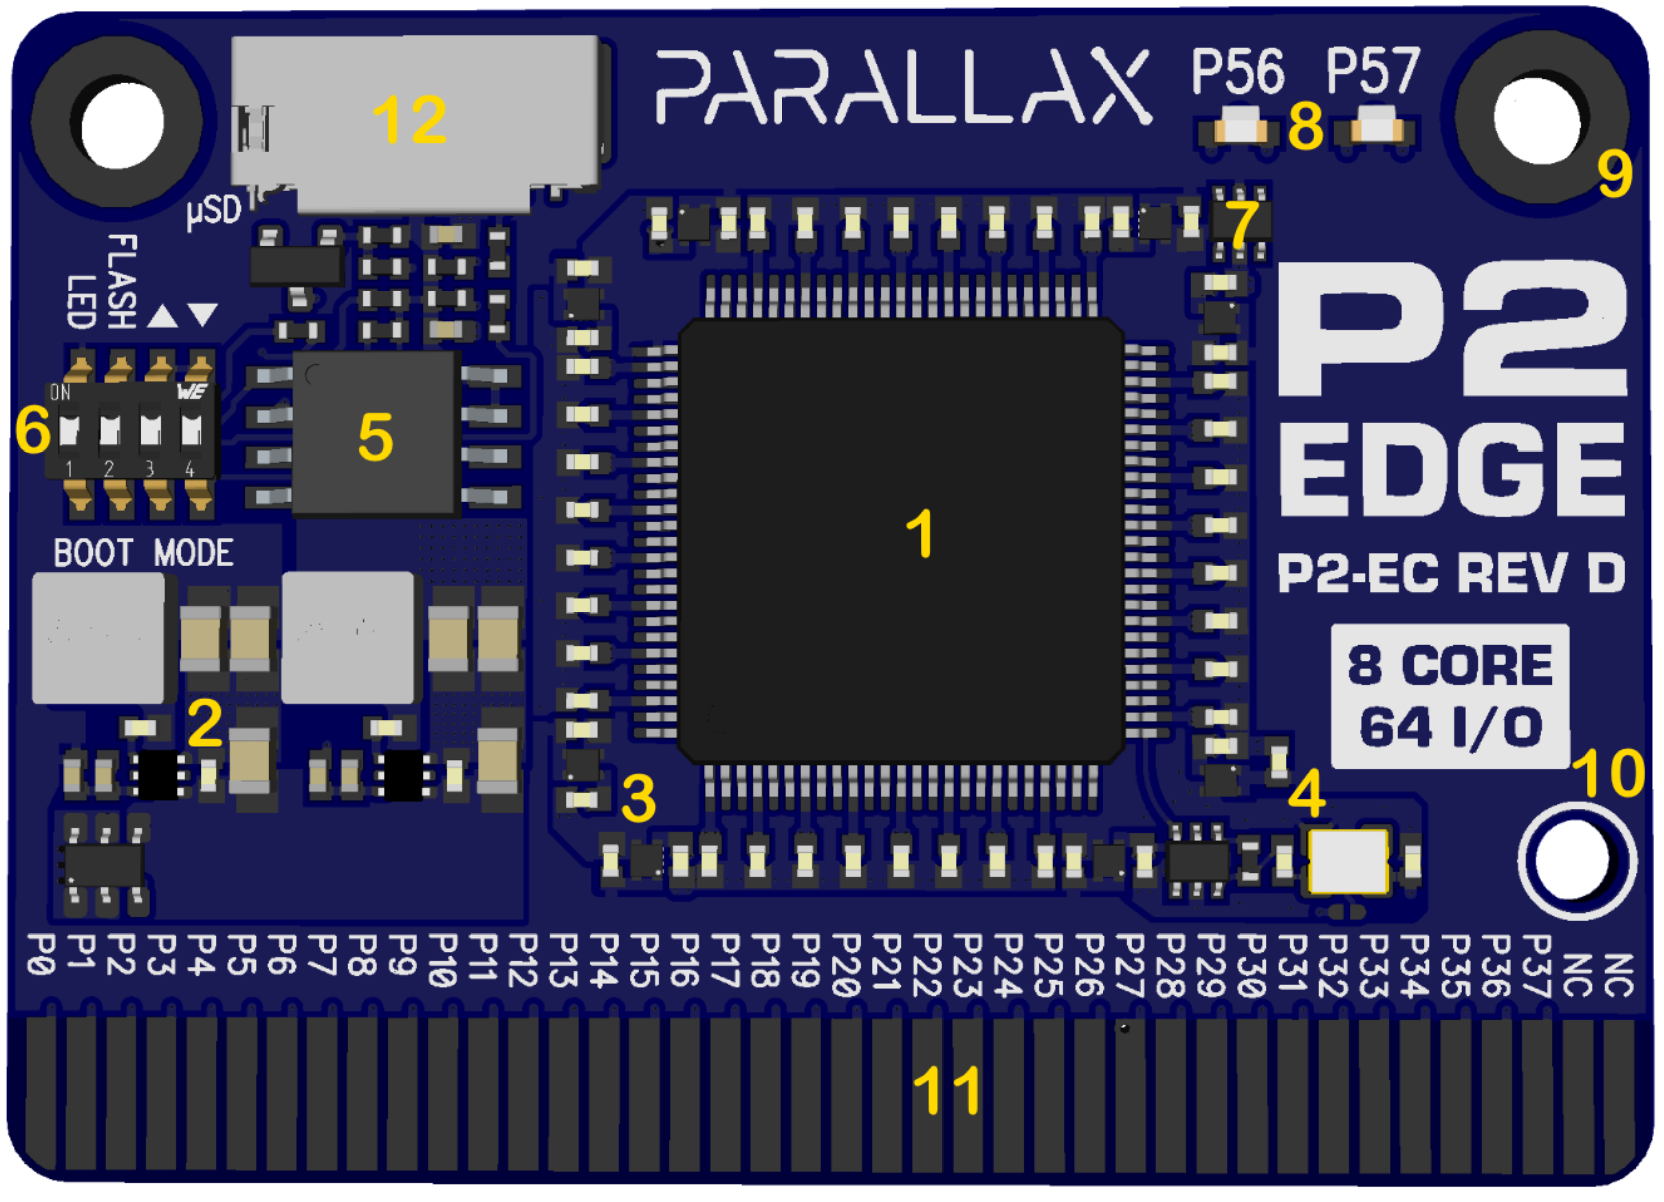 PARALLAX
P56 P57
12
8
9
µSD
7
FLASH
LED
P2
EDGE
ON WE
6
1 2 3 4
5
1
BOOT MODE
P2-EC REV D
8 CORE
64 I/O
2
3
4
10
P0 P1 P2 P3 P4 P5 P6 P7 P8 P9 P10 P11 P12 P13 P14 P15 P16 P17 P18 P19 P20 P21 P22 P23 P24 P25 P26 P27 P28 P29 P30 P31 P32 P33 P34 P35 P36 P37 NC NC
11